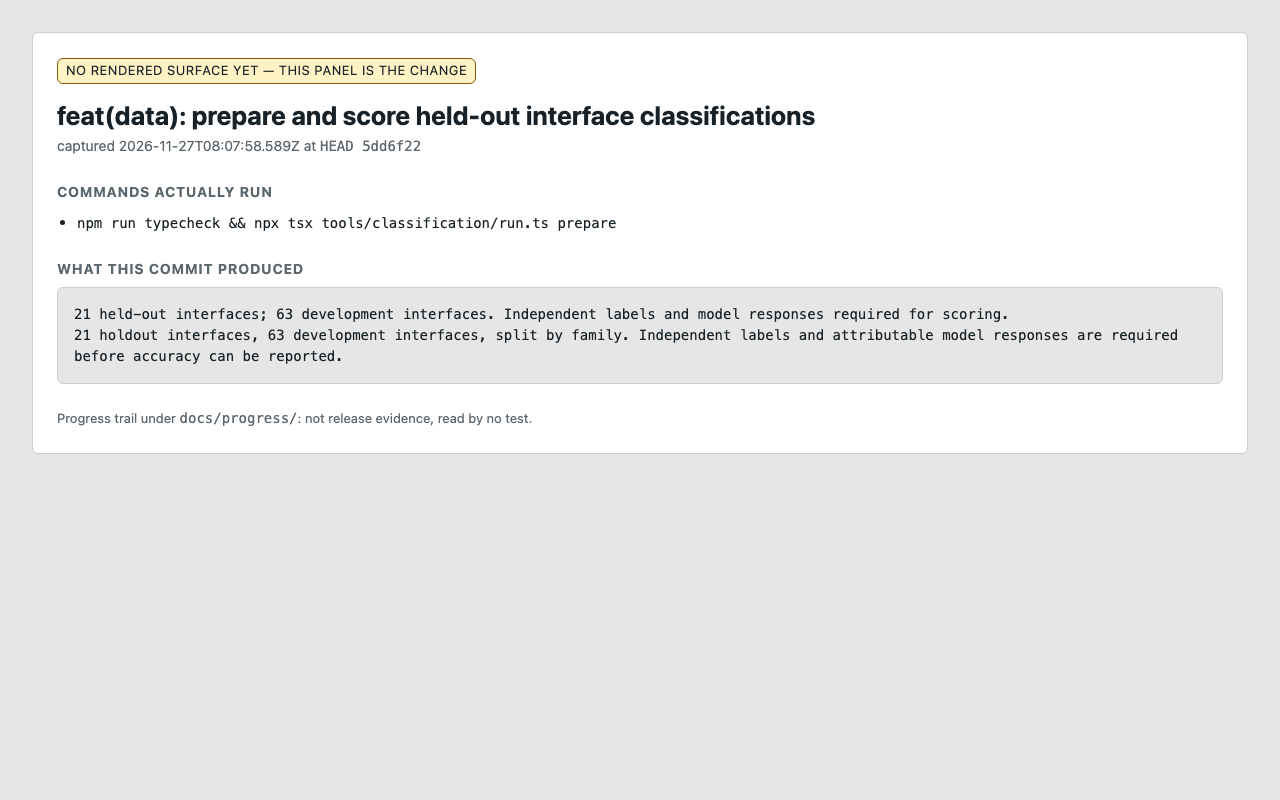 NO RENDERED SURFACE YET — THIS PANEL IS THE CHANGE
feat(data): prepare and score held-out interface classifications
captured 2026-11-27T08:07:58.589Z at HEAD 5dd6f22
COMMANDS ACTUALLY RUN
• npm run typecheck && npx tsx tools/classification/run.ts prepare
WHAT THIS COMMIT PRODUCED
21 held-out interfaces; 63 development interfaces. Independent labels and model responses required for scoring.
21 holdout interfaces, 63 development interfaces, split by family. Independent labels and attributable model responses are required
before accuracy can be reported.
Progress trail under docs/progress/: not release evidence, read by no test.